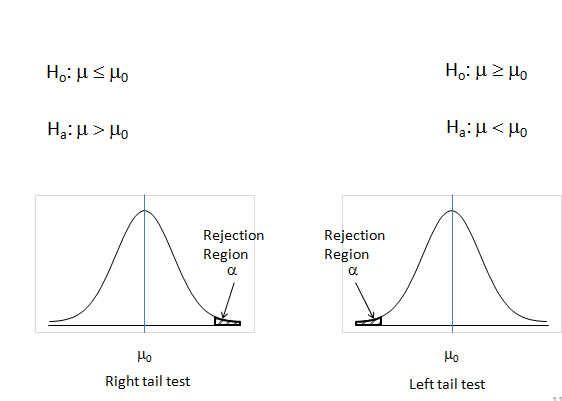 Hₒ: μ ≤ μ₀
Hₐ: μ > μ₀
Rejection
Region
α
μ₀
Right tail test
Hₒ: μ ≥ μ₀
Hₐ: μ < μ₀
Rejection
Region
α
μ₀
Left tail test